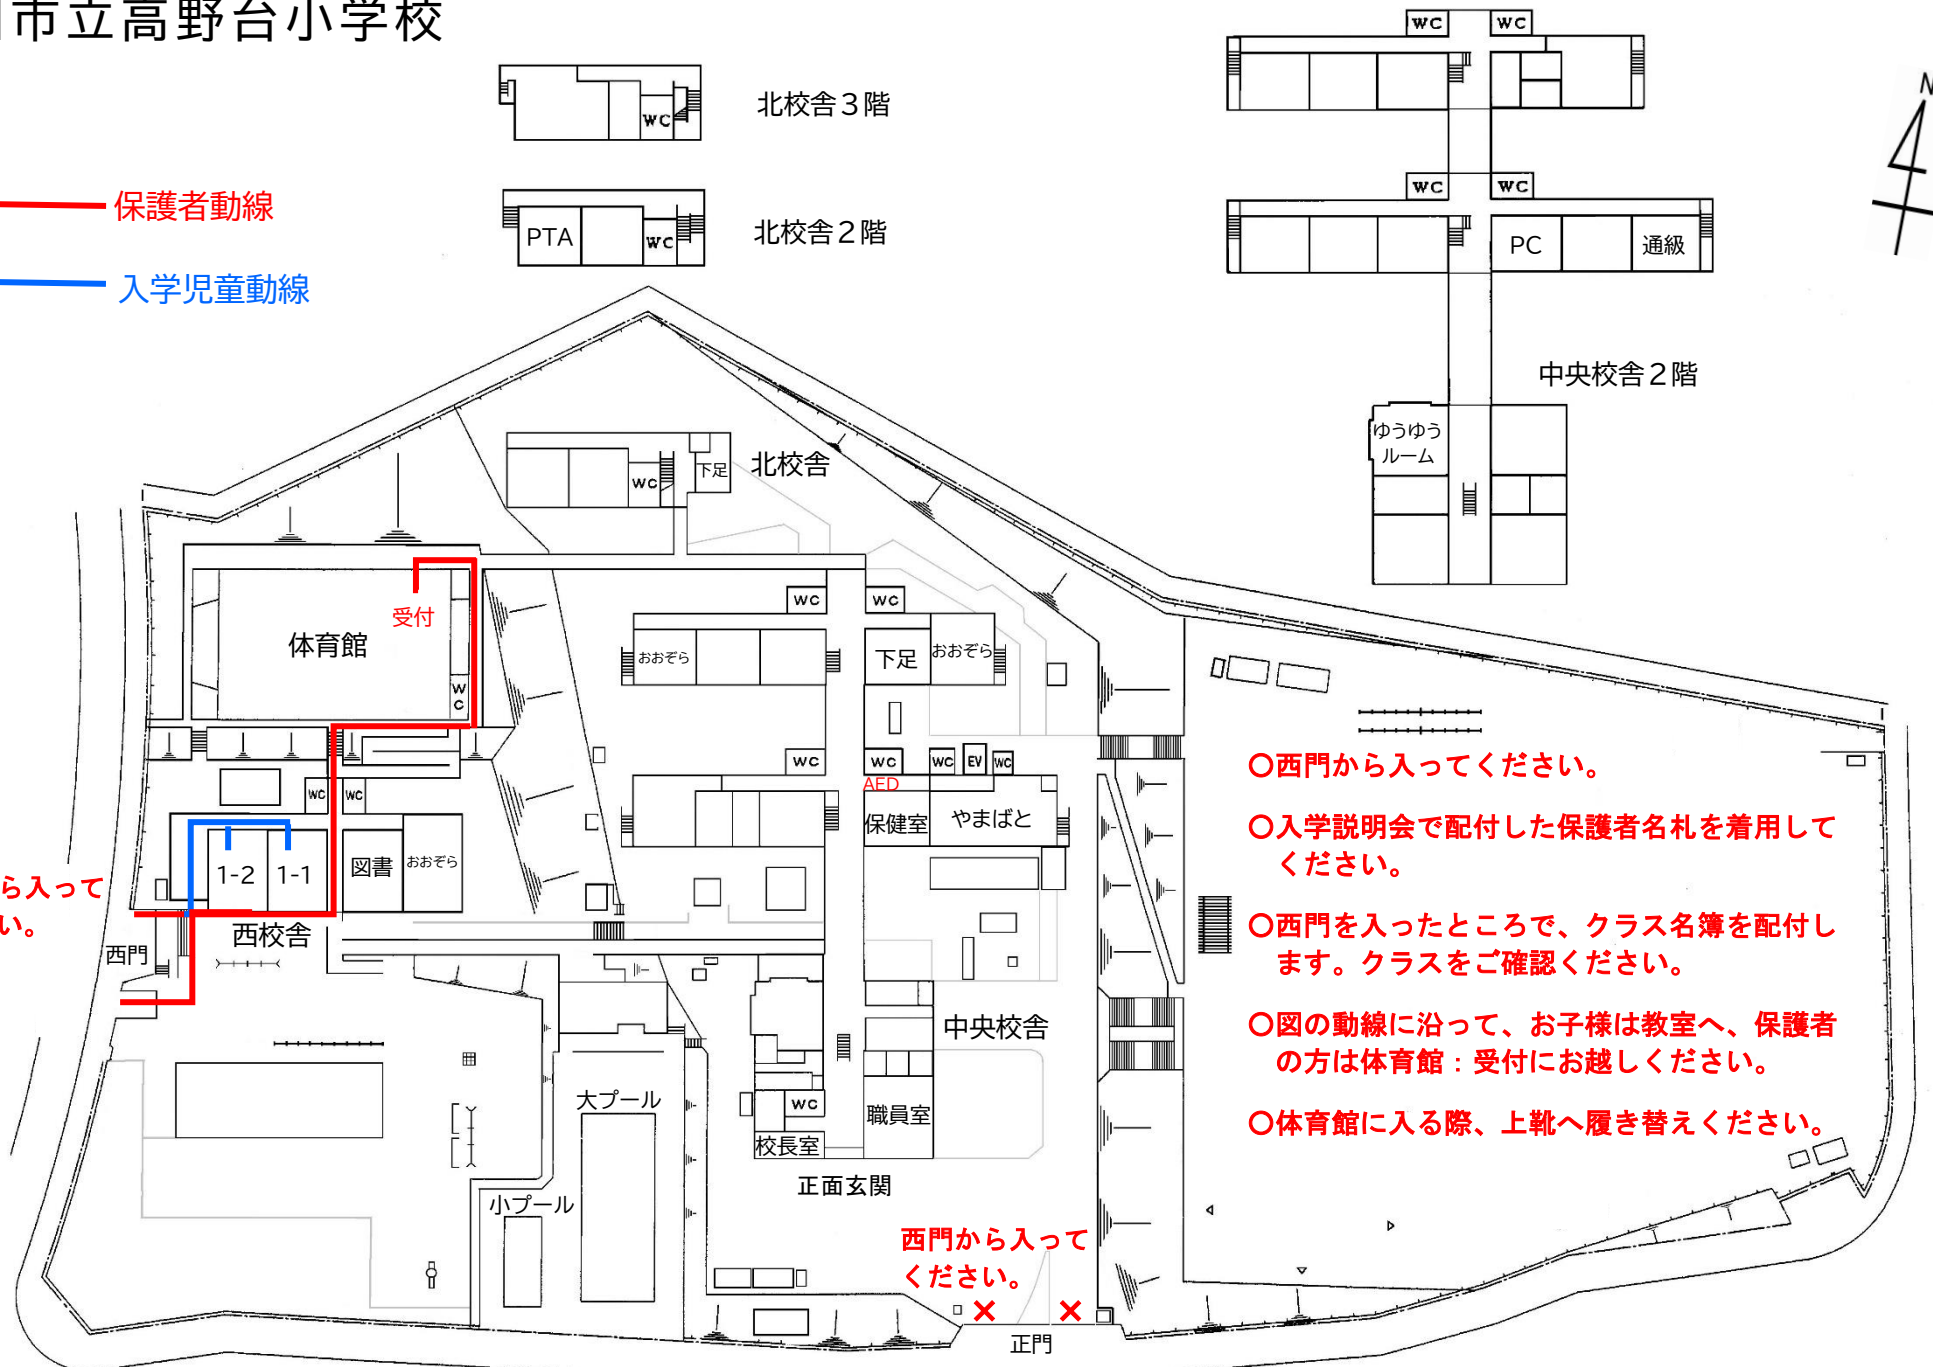 市立高野台小学校
保護者動線
入学児童動線
北校舎３階
WC
北校舎２階
PTA
WC
WC
WC
WC
WC
PC
通級
中央校舎２階
ゆうゆう
ルーム
北校舎
WC
下足
受付
体育館
WC
WC
WC
おおぞら
下足
おおぞら
WC
WC
WC
EV
WC
AED
保健室
やまばと
WC
WC
1-2
1-1
図書
おおぞら
ら入って
い。
西門
西校舎
中央校舎
大プール
小プール
WC
校長室
職員室
正面玄関
西門から入って
ください。
正門
○西門から入ってください。
○入学説明会で配付した保護者名札を着用して
ください。
○西門を入ったところで、クラス名簿を配付し
ます。クラスをご確認ください。
○図の動線に沿って、お子様は教室へ、保護者
の方は体育館：受付にお越しください。
○体育館に入る際、上靴へ履き替えください。
N